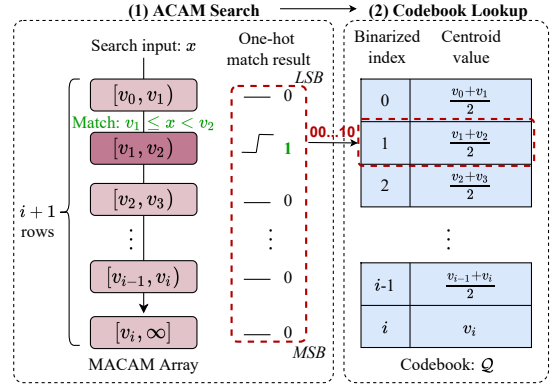 (1) ACAM Search
(2) Codebook Lookup
Search input: x
One-hot
match result
LSB
[v₀, v₁)
0
Match: v₁ ≤ x < v₂
[v₁, v₂)
1
00...10
[v₂, v₃)
0
i + 1
rows
⋮
⋮
[vᵢ₋₁, vᵢ)
0
[vᵢ, ∞]
0
MSB
MACAM Array
Binarized
index
Centroid
value
0
(v₀+v₁)/2
1
(v₁+v₂)/2
2
(v₂+v₃)/2
⋮
i-1
(vᵢ₋₁+vᵢ)/2
i
vᵢ
Codebook: 𝒬